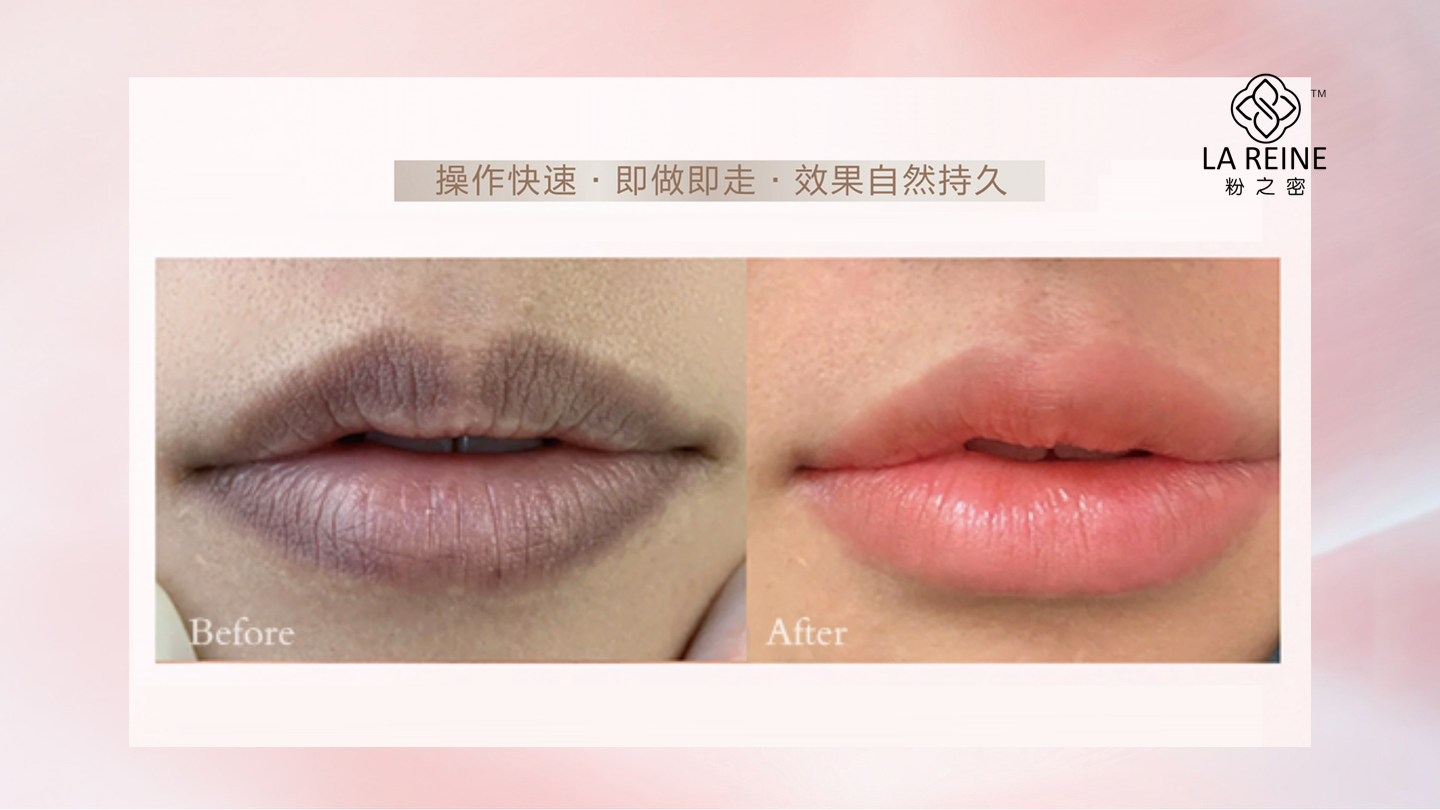 TM
LA REINE
粉之密
操作快速 · 即做即走 · 效果自然持久
Before
After